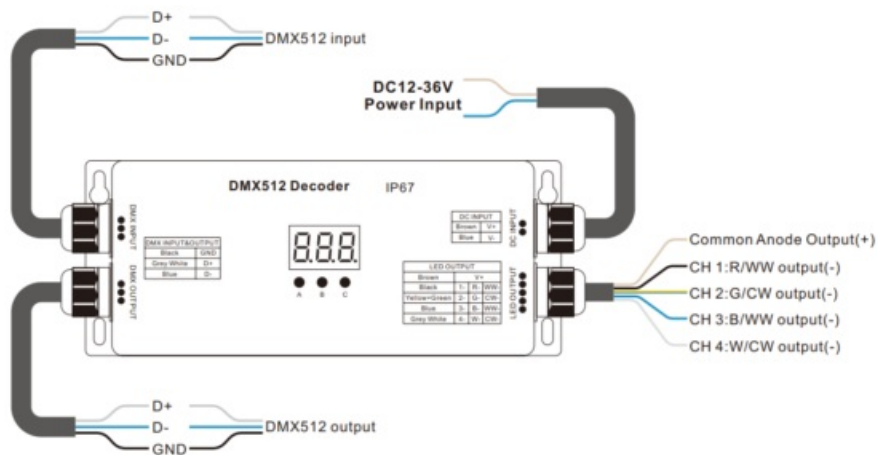 D+
D-
GND
DMX512 input
DC12-36V
Power Input
DMX512 Decoder IP67
DMX INPUT
DMX OUTPUT
DMX INPUT&OUTPUT
Black GND
Grey White D+
Blue D-
8.8.8.
A B C
DC INPUT
Brown V+
Blue V-
DC INPUT
LED OUTPUT
Brown V+
Black 1- R- WW-
Yellow+Green 2- G- CW-
Blue 3- B- WW-
Grey White 4- W- CW-
LED OUTPUT
Common Anode Output(+)
CH 1:R/WW output(-)
CH 2:G/CW output(-)
CH 3:B/WW output(-)
CH 4:W/CW output(-)
D+
D-
GND
DMX512 output